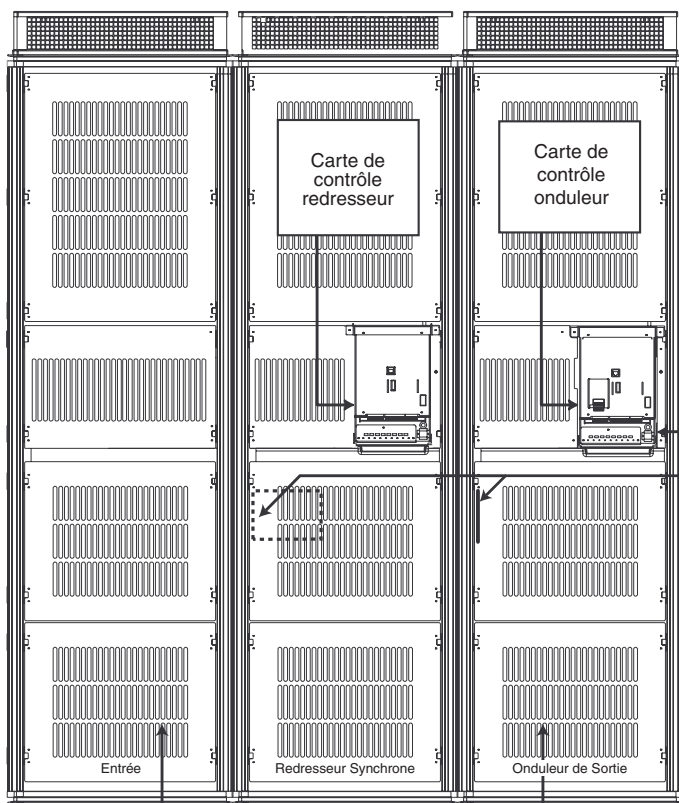 Carte de
contrôle
redresseur
Carte de
contrôle
onduleur
Entrée
Redresseur Synchrone
Onduleur de Sortie